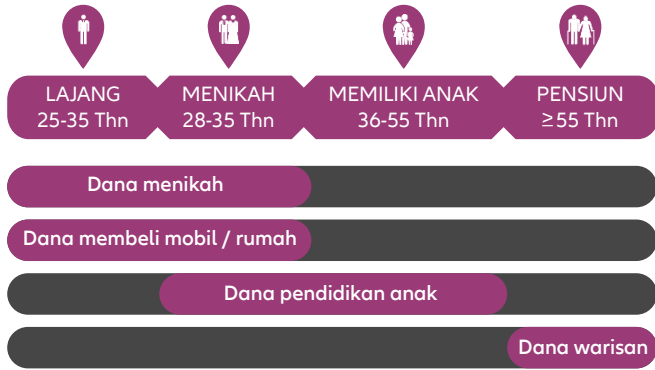 LAJANG
25-35 Thn
MENIKAH
28-35 Thn
MEMILIKI ANAK
36-55 Thn
PENSIUN
≥55 Thn
Dana menikah
Dana membeli mobil / rumah
Dana pendidikan anak
Dana warisan